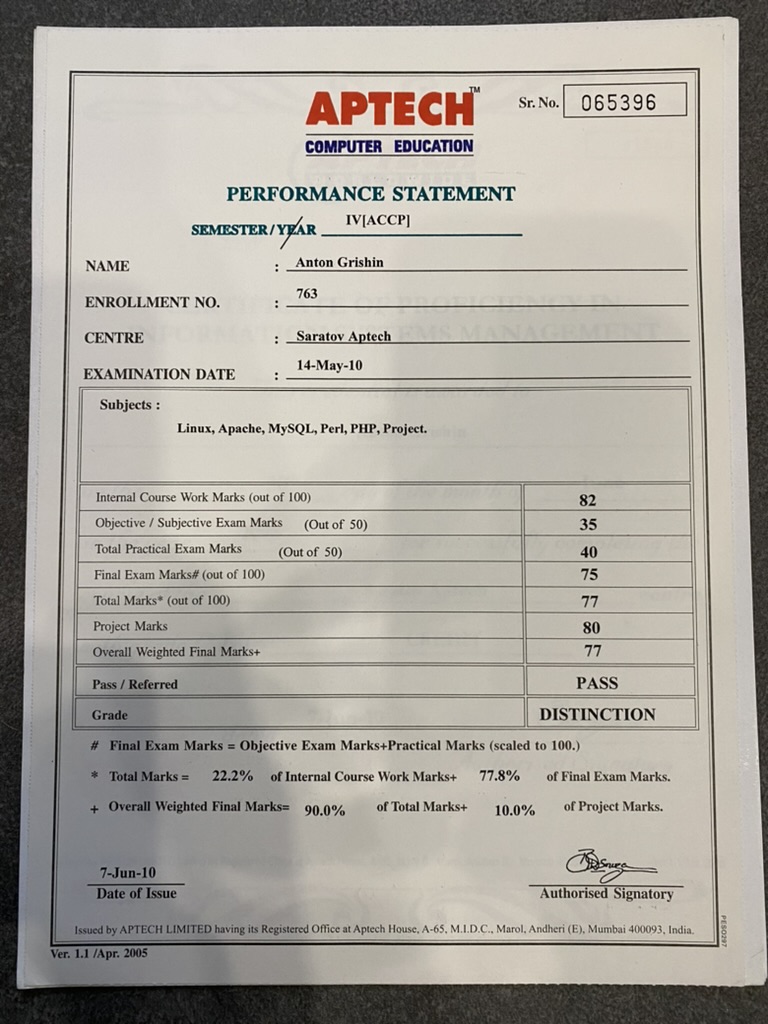 APTECH™
COMPUTER EDUCATION
Sr. No. 065396
PERFORMANCE STATEMENT
SEMESTER / YEAR IV[ACCP]
NAME : Anton Grishin
ENROLLMENT NO. : 763
CENTRE : Saratov Aptech
EXAMINATION DATE : 14-May-10
Subjects :
Linux, Apache, MySQL, Perl, PHP, Project.
Internal Course Work Marks (out of 100) 82
Objective / Subjective Exam Marks (Out of 50) 35
Total Practical Exam Marks (Out of 50) 40
Final Exam Marks# (out of 100) 75
Total Marks* (out of 100) 77
Project Marks 80
Overall Weighted Final Marks+ 77
Pass / Referred PASS
Grade DISTINCTION
# Final Exam Marks = Objective Exam Marks+Practical Marks (scaled to 100.)
* Total Marks = 22.2% of Internal Course Work Marks+ 77.8% of Final Exam Marks.
+ Overall Weighted Final Marks= 90.0% of Total Marks+ 10.0% of Project Marks.
7-Jun-10
Date of Issue
Authorised Signatory
Issued by APTECH LIMITED having its Registered Office at Aptech House, A-65, M.I.D.C., Marol, Andheri (E), Mumbai 400093, India.
PESO297
Ver. 1.1 /Apr. 2005